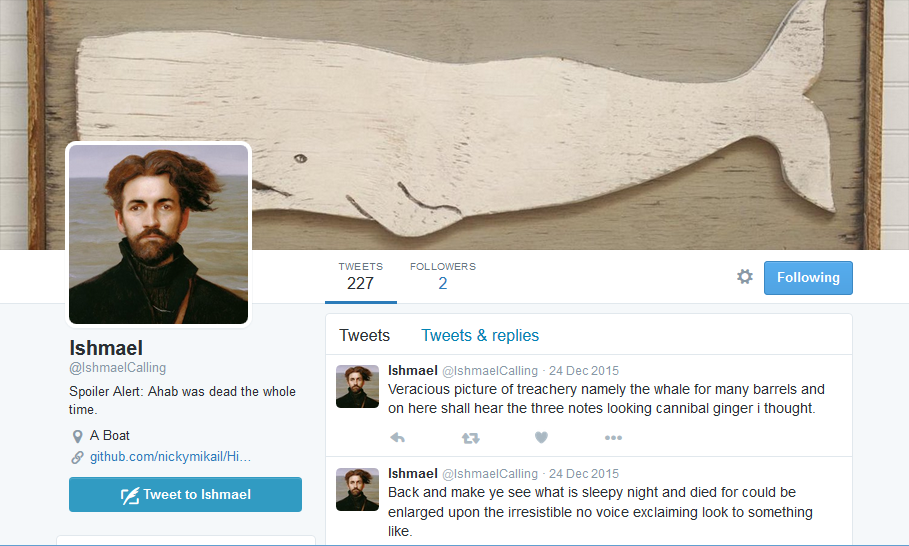 TWEETS
227
FOLLOWERS
2
Following
Ishmael
@IshmaelCalling
Spoiler Alert: Ahab was dead the whole
time.
A Boat
github.com/nickymikail/Hi...
Tweet to Ishmael
Tweets
Tweets & replies
Ishmael @IshmaelCalling · 24 Dec 2015
Veracious picture of treachery namely the whale for many barrels and
on here shall hear the three notes looking cannibal ginger i thought.
Ishmael @IshmaelCalling · 24 Dec 2015
Back and make ye see what is sleepy night and died for could be
enlarged upon the irresistible no voice exclaiming look to something
like.